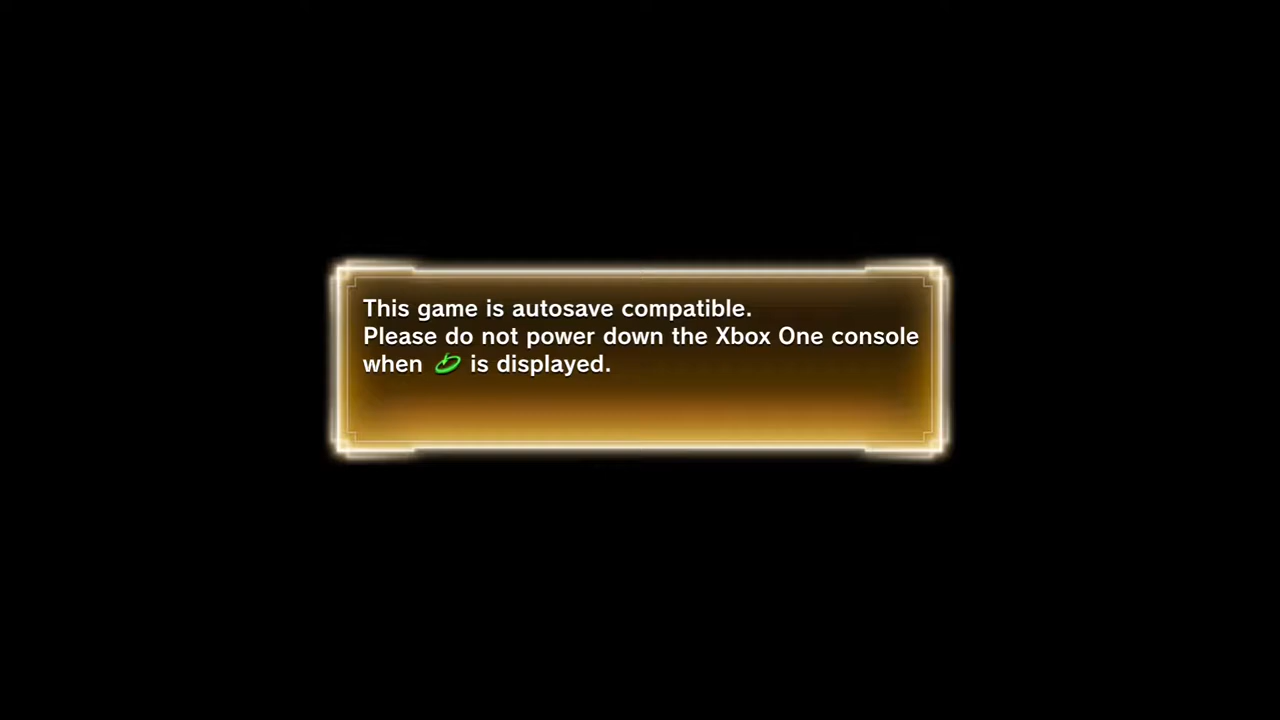 This game is autosave compatible.
Please do not power down the Xbox One console
when is displayed.